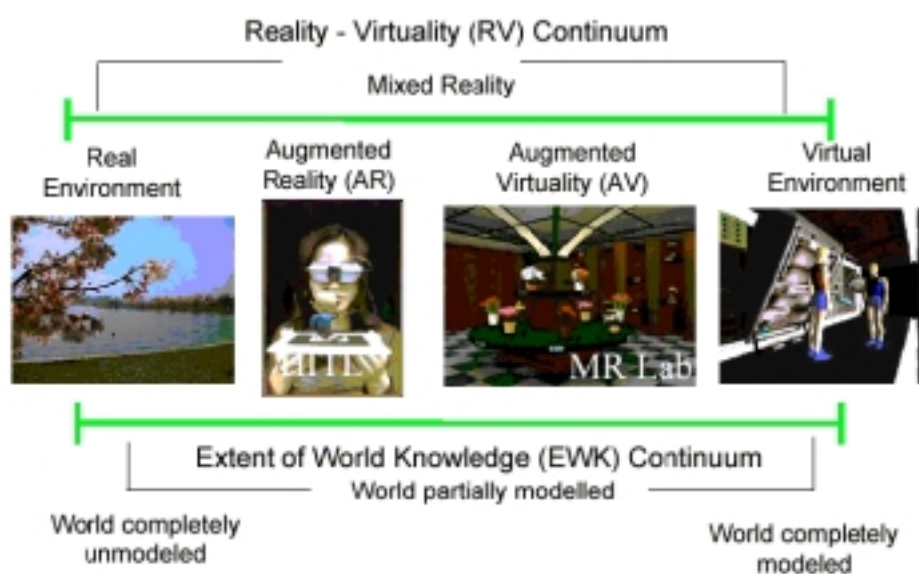 Reality - Virtuality (RV) Continuum
Mixed Reality
Real
Environment
Augmented
Reality (AR)
Augmented
Virtuality (AV)
Virtual
Environment
MR Lab
Extent of World Knowledge (EWK) Continuum
World partially modelled
World completely
unmodeled
World completely
modeled